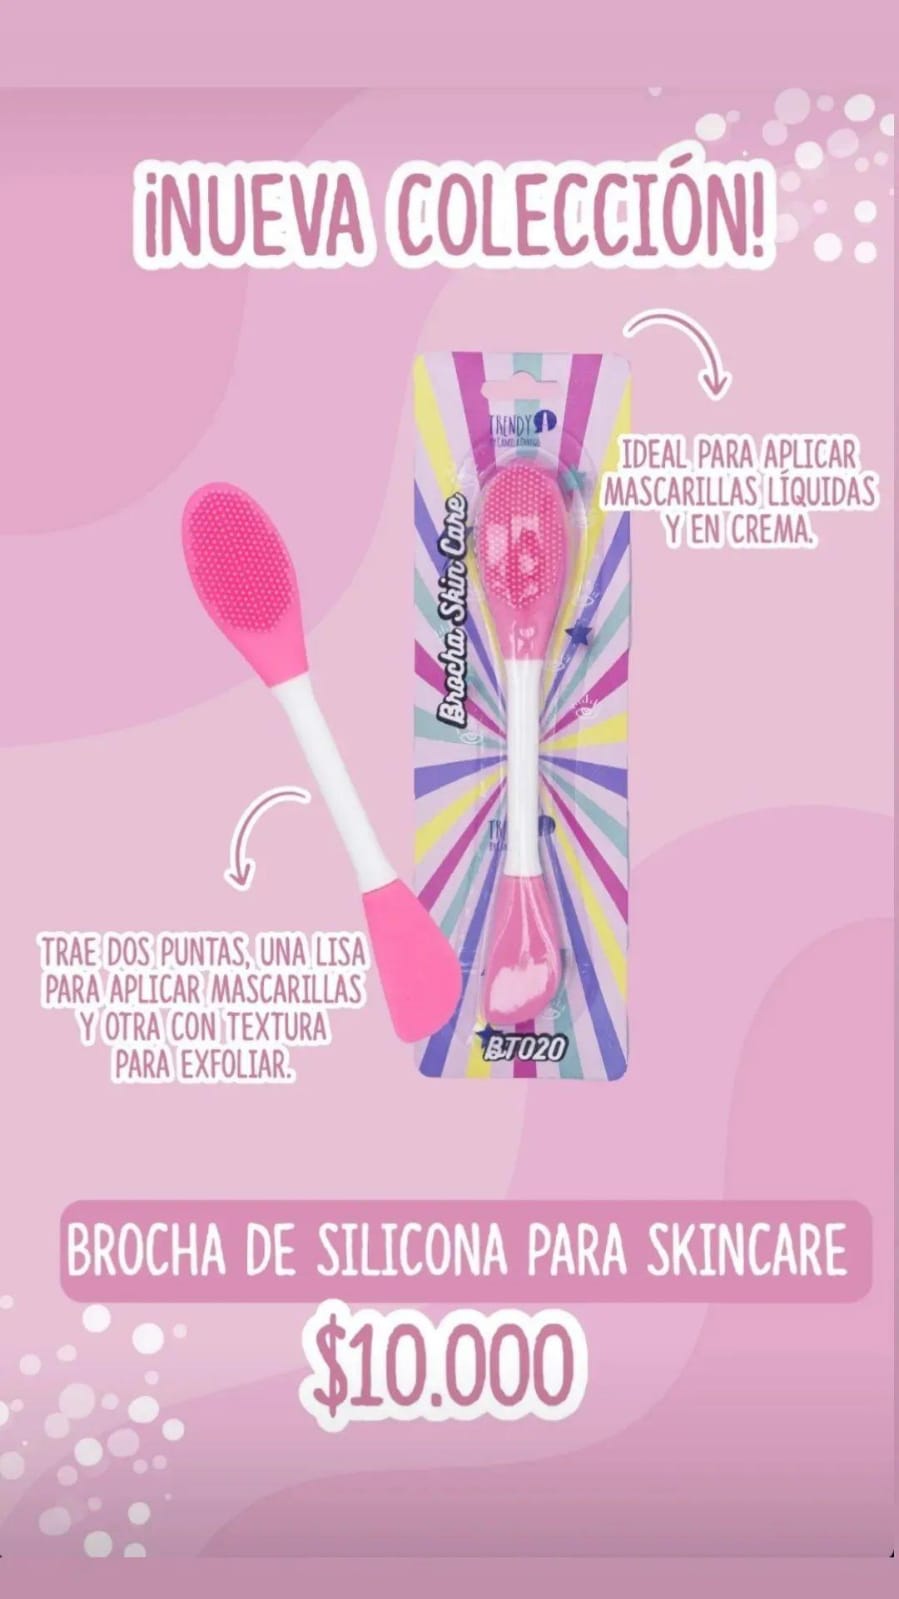 ¡NUEVA COLECCIÓN!
IDEAL PARA APLICAR
MASCARILLAS LÍQUIDAS
Y EN CREMA.
TRENDY
Brocha Skin Care
TRAE DOS PUNTAS, UNA LISA
PARA APLICAR MASCARILLAS
Y OTRA CON TEXTURA
PARA EXFOLIAR.
BT020
BROCHA DE SILICONA PARA SKINCARE
$10.000